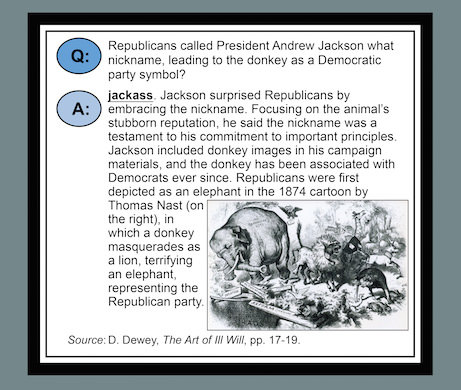 Q:
Republicans called President Andrew Jackson what
nickname, leading to the donkey as a Democratic
party symbol?
A:
jackass. Jackson surprised Republicans by
embracing the nickname. Focusing on the animal's
stubborn reputation, he said the nickname was a
testament to his commitment to important principles.
Jackson included donkey images in his campaign
materials, and the donkey has been associated with
Democrats ever since. Republicans were first
depicted as an elephant in the 1874 cartoon by
Thomas Nast (on
the right), in
which a donkey
masquerades as
a lion, terrifying
an elephant,
representing the
Republican party.
Source: D. Dewey, The Art of Ill Will, pp. 17-19.